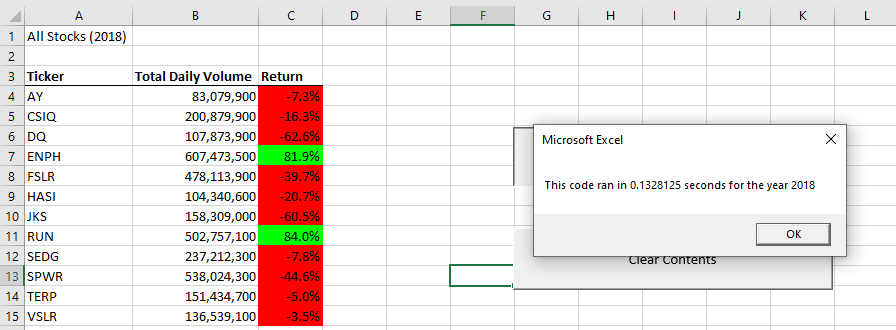 A B C D E F G H I J K L
1 All Stocks (2018)
2
3 Ticker Total Daily Volume Return
4 AY 83,079,900 -7.3%
5 CSIQ 200,879,900 -16.3%
6 DQ 107,873,900 -62.6%
7 ENPH 607,473,500 81.9%
8 FSLR 478,113,900 -39.7%
9 HASI 104,340,600 -20.7%
10 JKS 158,309,000 -60.5%
11 RUN 502,757,100 84.0%
12 SEDG 237,212,300 -7.8%
13 SPWR 538,024,300 -44.6%
14 TERP 151,434,700 -5.0%
15 VSLR 136,539,100 -3.5%
Microsoft Excel
This code ran in 0.1328125 seconds for the year 2018
OK
Clear Contents